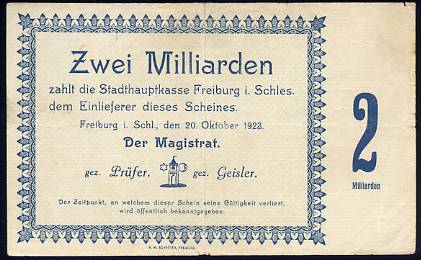 Zwei Milliarden
zahlt die Stadthauptkasse Freiburg i. Schles.
dem Einlieferer dieses Scheines.
Freiburg i. Schl., den 20. Oktober 1923.
Der Magistrat.
gez. Prüfer. gez. Geisler.
Der Zeitpunkt, an welchem dieser Schein seine Gültigkeit verliert,
wird öffentlich bekanntgegeben.
2
Milliarden